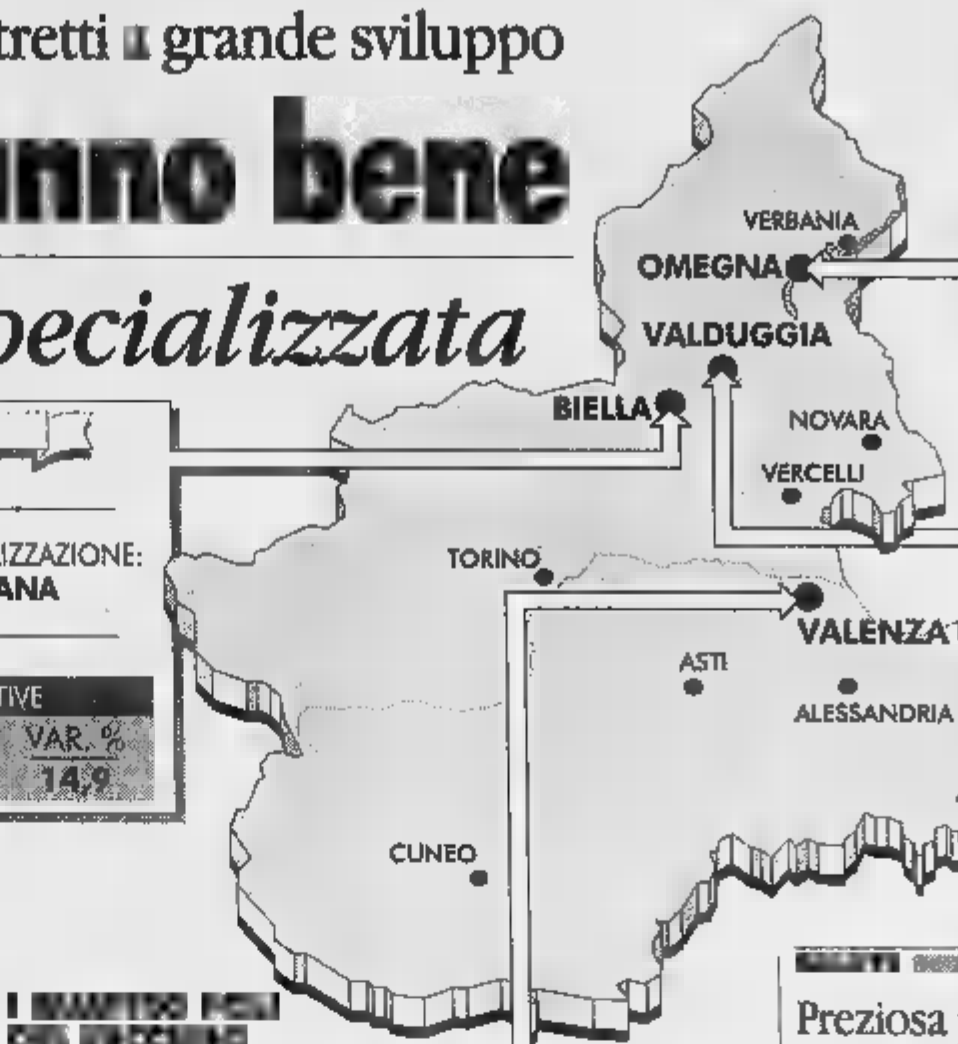 tretti a grande sviluppo
nno bene
pecializzata
VERBANIA
OMEGNA
VALDUGGIA
BIELLA
NOVARA
VERCELLI
IZZAZIONE:
ANA
TORINO
VALENZA
ASTI
TIVE
ALESSANDRIA
VAR. %
14,9
CUNEO
Preziosa